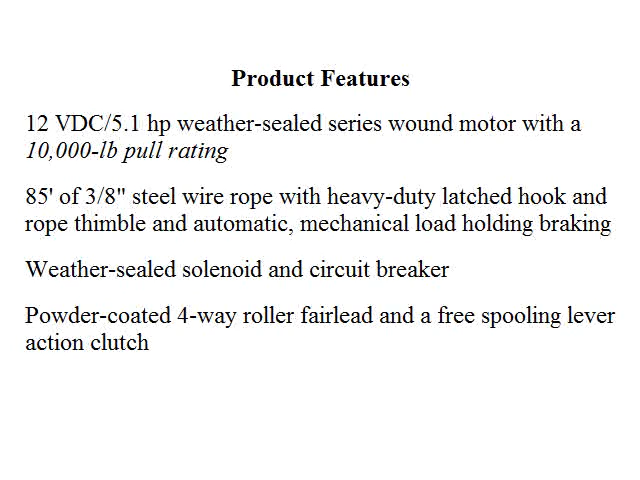 Product Features
12 VDC/5.1 hp weather-sealed series wound motor with a
10,000-lb pull rating
85' of 3/8" steel wire rope with heavy-duty latched hook and
rope thimble and automatic, mechanical load holding braking
Weather-sealed solenoid and circuit breaker
Powder-coated 4-way roller fairlead and a free spooling lever
action clutch